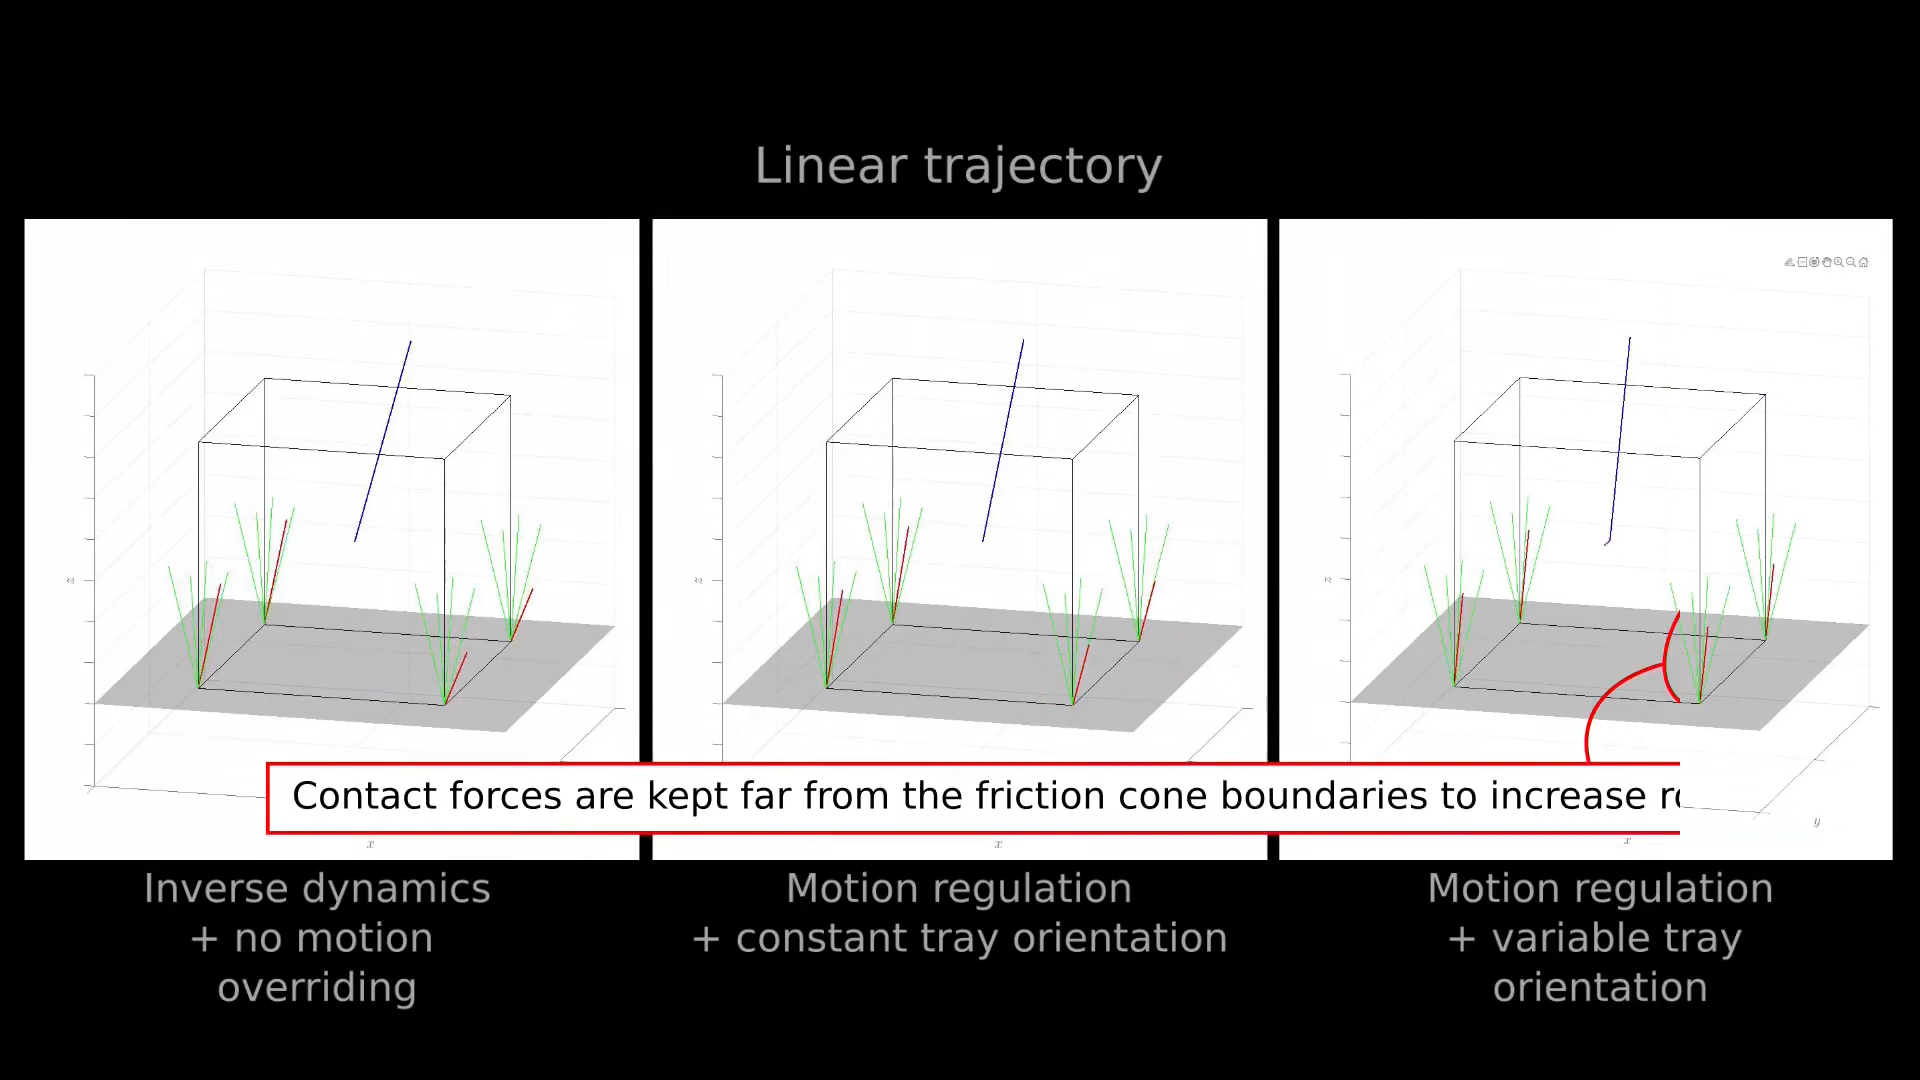 Linear trajectory
z
z
z
Contact forces are kept far from the friction cone boundaries to increase
y
x
x
x
Inverse dynamics
+ no motion
overriding
Motion regulation
+ constant tray orientation
Motion regulation
+ variable tray
orientation